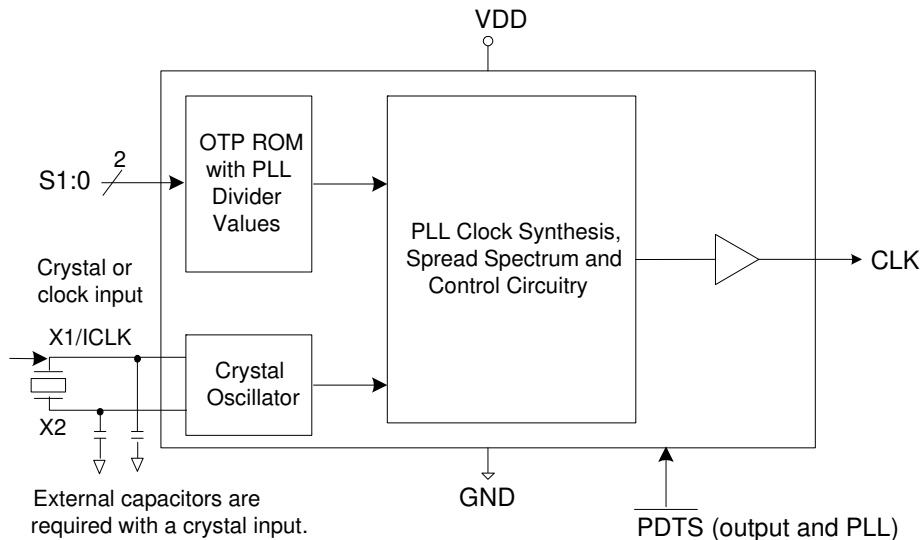 VDD
OTP ROM
with PLL
Divider
Values
2
S1:0
PLL Clock Synthesis,
Spread Spectrum and
Control Circuitry
CLK
Crystal or
clock input
X1/ICLK
Crystal
Oscillator
X2
GND
External capacitors are
required with a crystal input.
PDTS (output and PLL)